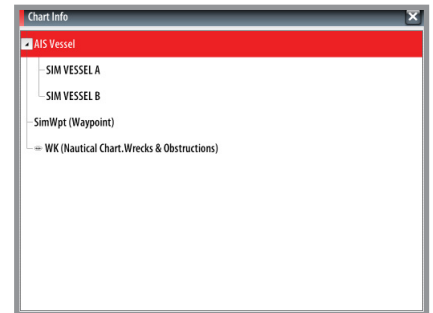 Chart Info
AIS Vessel
SIM VESSEL A
SIM VESSEL B
SimWpt (Waypoint)
WK (Nautical Chart.Wrecks & Obstructions)